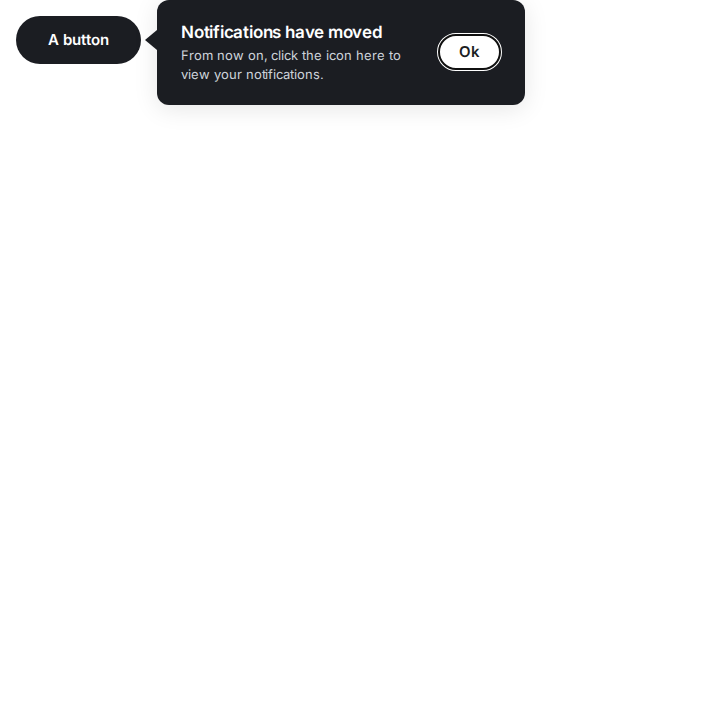 A button
Notifications have moved
From now on, click the icon here to
view your notifications.
Ok